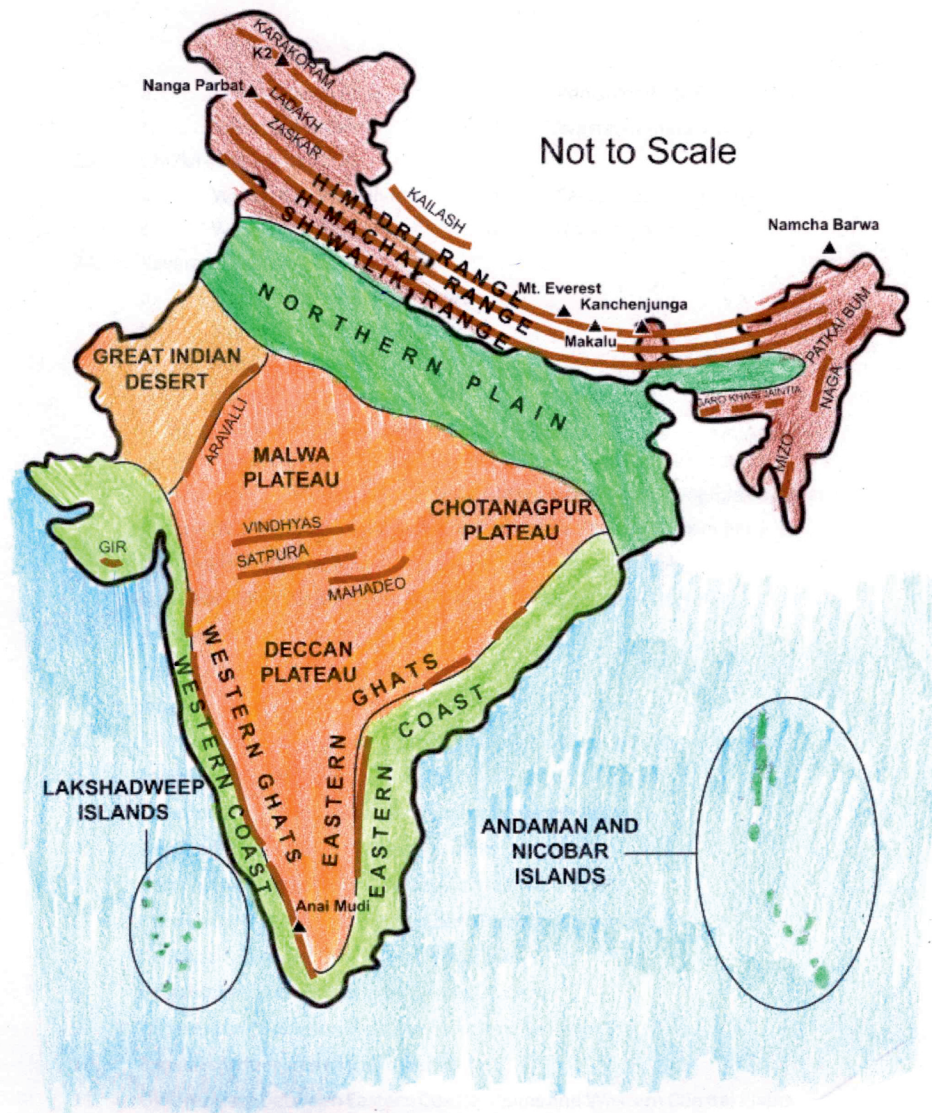 KARAKORAM
K2
Nanga Parbat
LADAKH
ZASKAR
Not to Scale
KAILASH
HIMADRI RANGE
HIMACHAL RANGE
SHIWALIK RANGE
Namcha Barwa
Mt. Everest
Kanchenjunga
Makalu
PATKAI BUM
NAGA
GARO KHASI JAINTIA
MIZO
NORTHERN PLAIN
GREAT INDIAN
DESERT
ARAVALLI
MALWA
PLATEAU
CHOTANAGPUR
PLATEAU
VINDHYAS
SATPURA
MAHADEO
GIR
DECCAN
PLATEAU
WESTERN GHATS
WESTERN COAST
EASTERN GHATS
EASTERN COAST
LAKSHADWEEP
ISLANDS
ANDAMAN AND
NICOBAR
ISLANDS
Anai Mudi